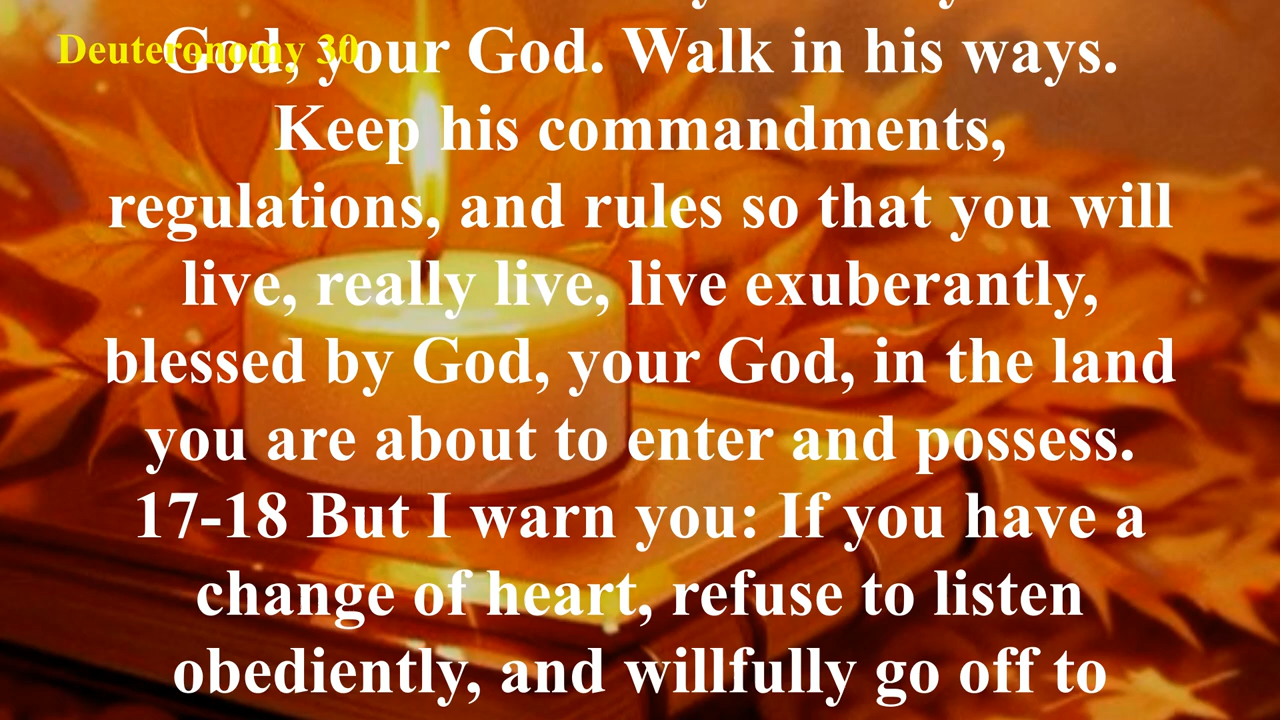 Deuteronomy 30
God, your God. Walk in his ways.
Keep his commandments,
regulations, and rules so that you will
live, really live, live exuberantly,
blessed by God, your God, in the land
you are about to enter and possess.
17-18 But I warn you: If you have a
change of heart, refuse to listen
obediently, and willfully go off to